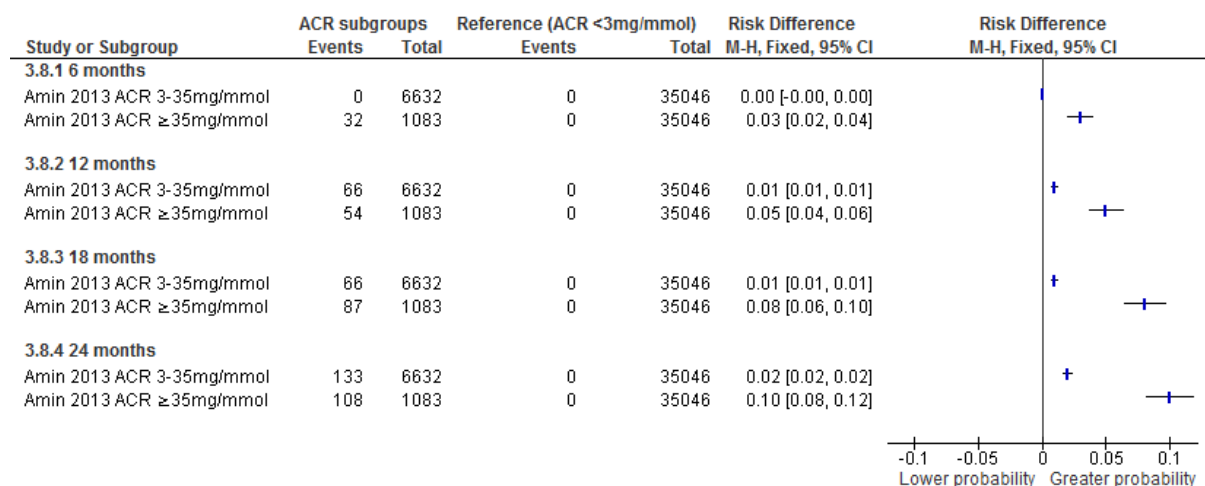 ACR subgroups Reference (ACR <3mg/mmol) Risk Difference Risk Difference
Study or Subgroup Events Total Events Total M-H, Fixed, 95% CI M-H, Fixed, 95% CI
3.8.1 6 months
Amin 2013 ACR 3-35mg/mmol 0 6632 0 35046 0.00 [-0.00, 0.00]
Amin 2013 ACR ≥35mg/mmol 32 1083 0 35046 0.03 [0.02, 0.04]
3.8.2 12 months
Amin 2013 ACR 3-35mg/mmol 66 6632 0 35046 0.01 [0.01, 0.01]
Amin 2013 ACR ≥35mg/mmol 54 1083 0 35046 0.05 [0.04, 0.06]
3.8.3 18 months
Amin 2013 ACR 3-35mg/mmol 66 6632 0 35046 0.01 [0.01, 0.01]
Amin 2013 ACR ≥35mg/mmol 87 1083 0 35046 0.08 [0.06, 0.10]
3.8.4 24 months
Amin 2013 ACR 3-35mg/mmol 133 6632 0 35046 0.02 [0.02, 0.02]
Amin 2013 ACR ≥35mg/mmol 108 1083 0 35046 0.10 [0.08, 0.12]
-0.1 -0.05 0 0.05 0.1
Lower probability Greater probability